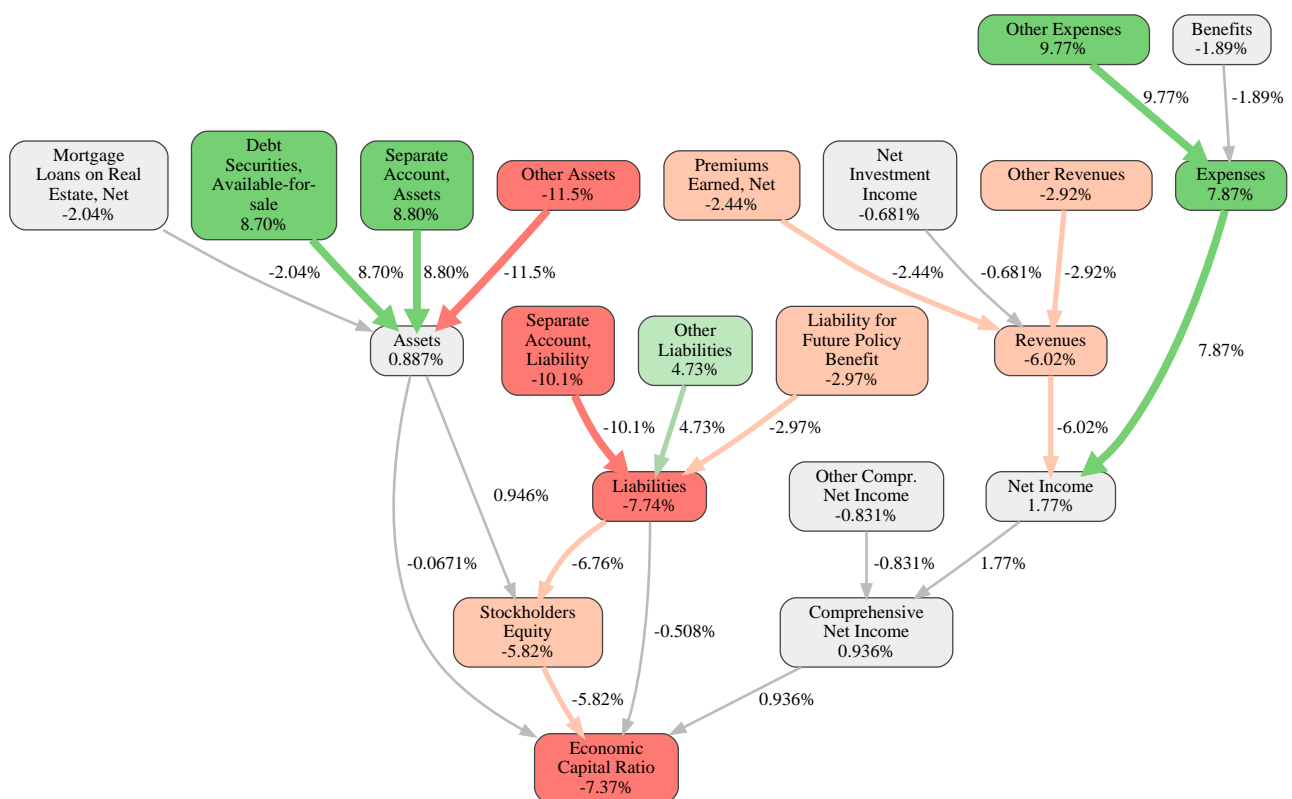 Other Expenses
9.77%
Benefits
-1.89%
9.77%
-1.89%
Mortgage
Loans on Real
Estate, Net
-2.04%
Debt
Securities,
Available-for-
sale
8.70%
Separate
Account,
Assets
8.80%
Other Assets
-11.5%
Premiums
Earned, Net
-2.44%
Net
Investment
Income
-0.681%
Other Revenues
-2.92%
Expenses
7.87%
-2.04%
8.70%
8.80%
-11.5%
-2.44%
-0.681%
-2.92%
Assets
0.887%
Separate
Account,
Liability
-10.1%
Other
Liabilities
4.73%
Liability for
Future Policy
Benefit
-2.97%
Revenues
-6.02%
7.87%
-10.1%
4.73%
-2.97%
-6.02%
0.946%
Liabilities
-7.74%
Other Compr.
Net Income
-0.831%
Net Income
1.77%
-0.0671%
-6.76%
-0.831%
1.77%
Stockholders
Equity
-5.82%
-0.508%
Comprehensive
Net Income
0.936%
-5.82%
0.936%
Economic
Capital Ratio
-7.37%